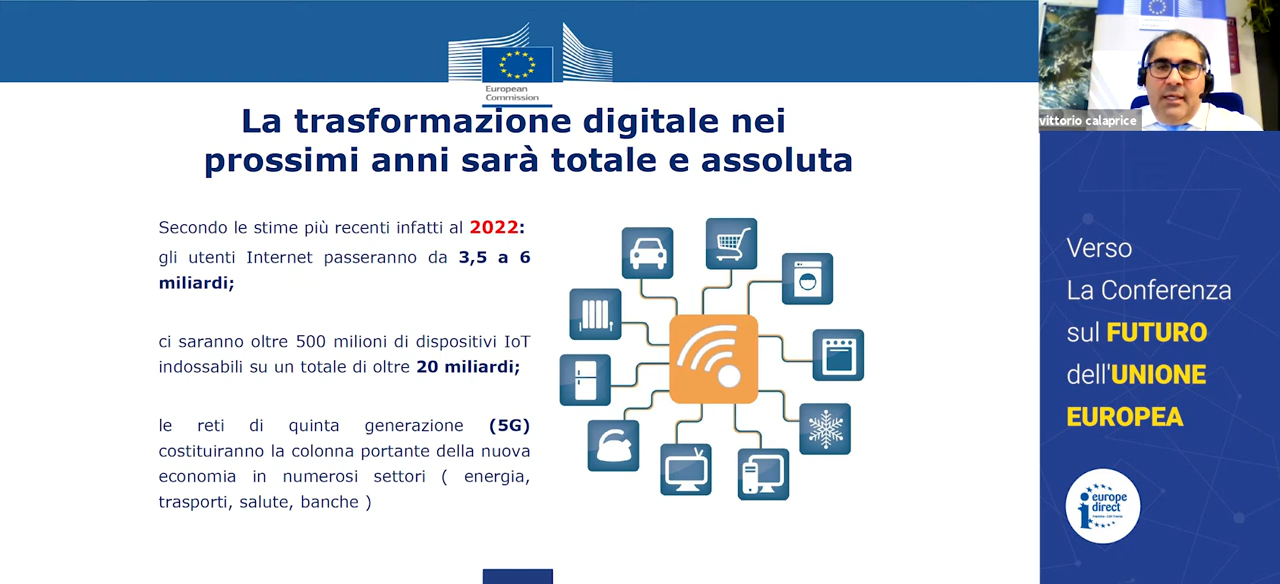 European
Commission
La trasformazione digitale nei
prossimi anni sarà totale e assoluta
Secondo le stime più recenti infatti al 2022:
gli utenti Internet passeranno da 3,5 a 6
miliardi;
ci saranno oltre 500 milioni di dispositivi IoT
indossabili su un totale di oltre 20 miliardi;
le reti di quinta generazione (5G)
costituiranno la colonna portante della nuova
economia in numerosi settori ( energia,
trasporti, salute, banche )
vittorio calaprice
Verso
La Conferenza
sul FUTURO
dell'UNIONE
EUROPEA
europe
direct